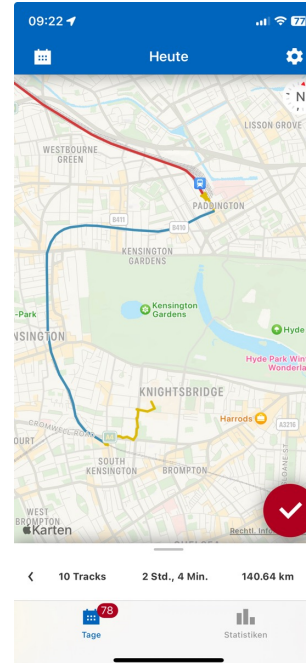 09:22
77
Heute
N
LISSON GROVE
WESTBOURNE
GREEN
PADDINGTON
B411
B410
KENSINGTON
GARDENS
-Park
Kensington
Gardens
Hyde
NSINGTON
Hyde Park Win
Wonderla
KNIGHTSBRIDGE
Harrods
A3216
CROMWELL ROAD
OURT
SOUTH
KENSINGTON
BROMPTON
WEST
BROMPTON
Karten
Rechtl. Info
10 Tracks
2 Std., 4 Min.
140.64 km
78
Tage
Statistiken